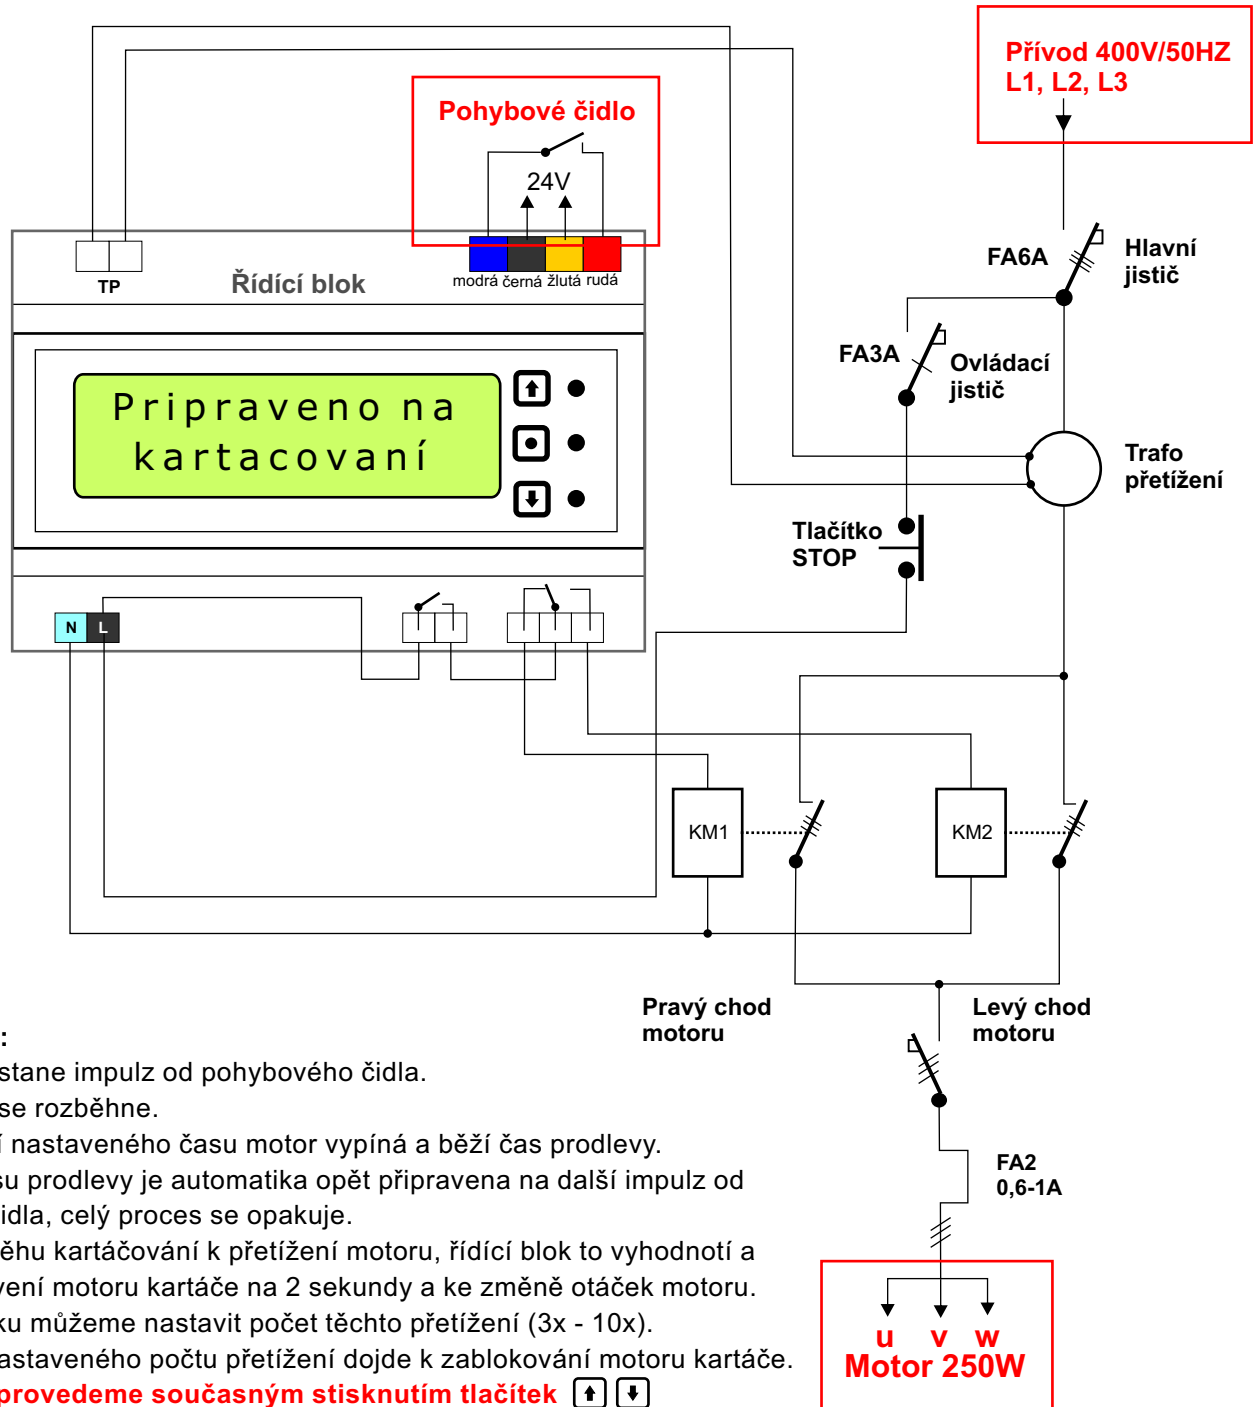 Přívod 400V/50HZ
L1, L2, L3
Pohybové čidlo
24V
modrá černá žlutá rudá
TP
Řídící blok
FA6A
Hlavní
jistič
FA3A
Ovládací
jistič
Pripraveno na
kartacovaní
Trafo
přetížení
Tlačítko
STOP
N L
KM1
KM2
Pravý chod
motoru
Levý chod
motoru
:
stane impulz od pohybového čidla.
se rozběhne.
í nastaveného času motor vypíná a běží čas prodlevy.
su prodlevy je automatika opět připravena na další impulz od
idla, celý proces se opakuje.
ěhu kartáčování k přetížení motoru, řídící blok to vyhodnotí a
vení motoru kartáče na 2 sekundy a ke změně otáček motoru.
ku můžeme nastavit počet těchto přetížení (3x - 10x).
nastaveného počtu přetížení dojde k zablokování motoru kartáče.
provedeme současným stisknutím tlačítek
FA2
0,6-1A
u v w
Motor 250W